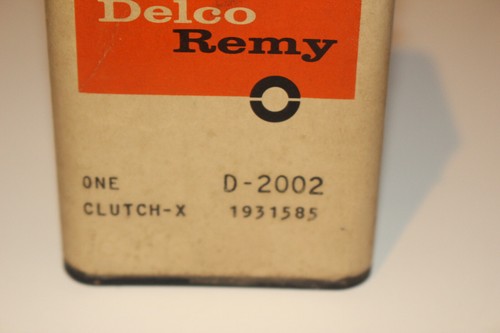 Delco
Remy
ONE D-2002
CLUTCH-X 1931585